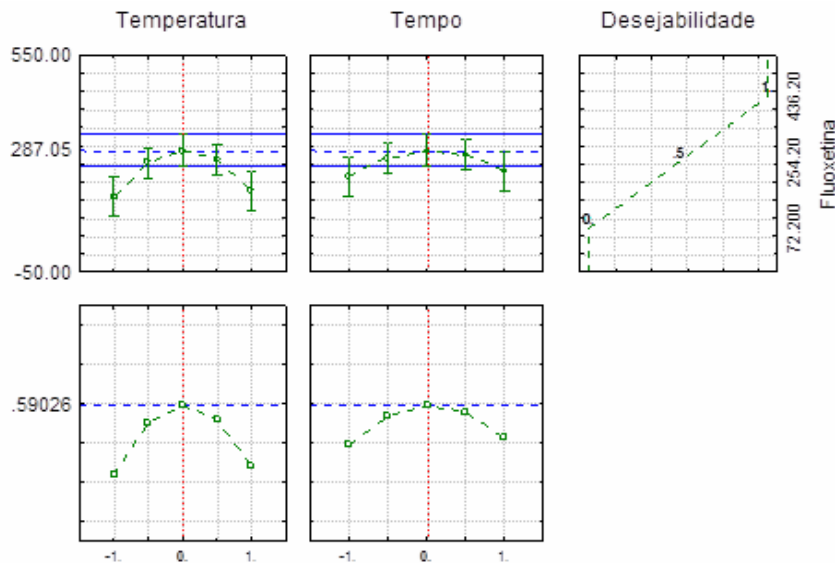 Temperatura Tempo Desejabilidade
550.00
287.05
-50.00
0. .5 1.
72.200 254.20 436.20
Fluoxetina
.59026
-1. 0. 1. -1. 0. 1.